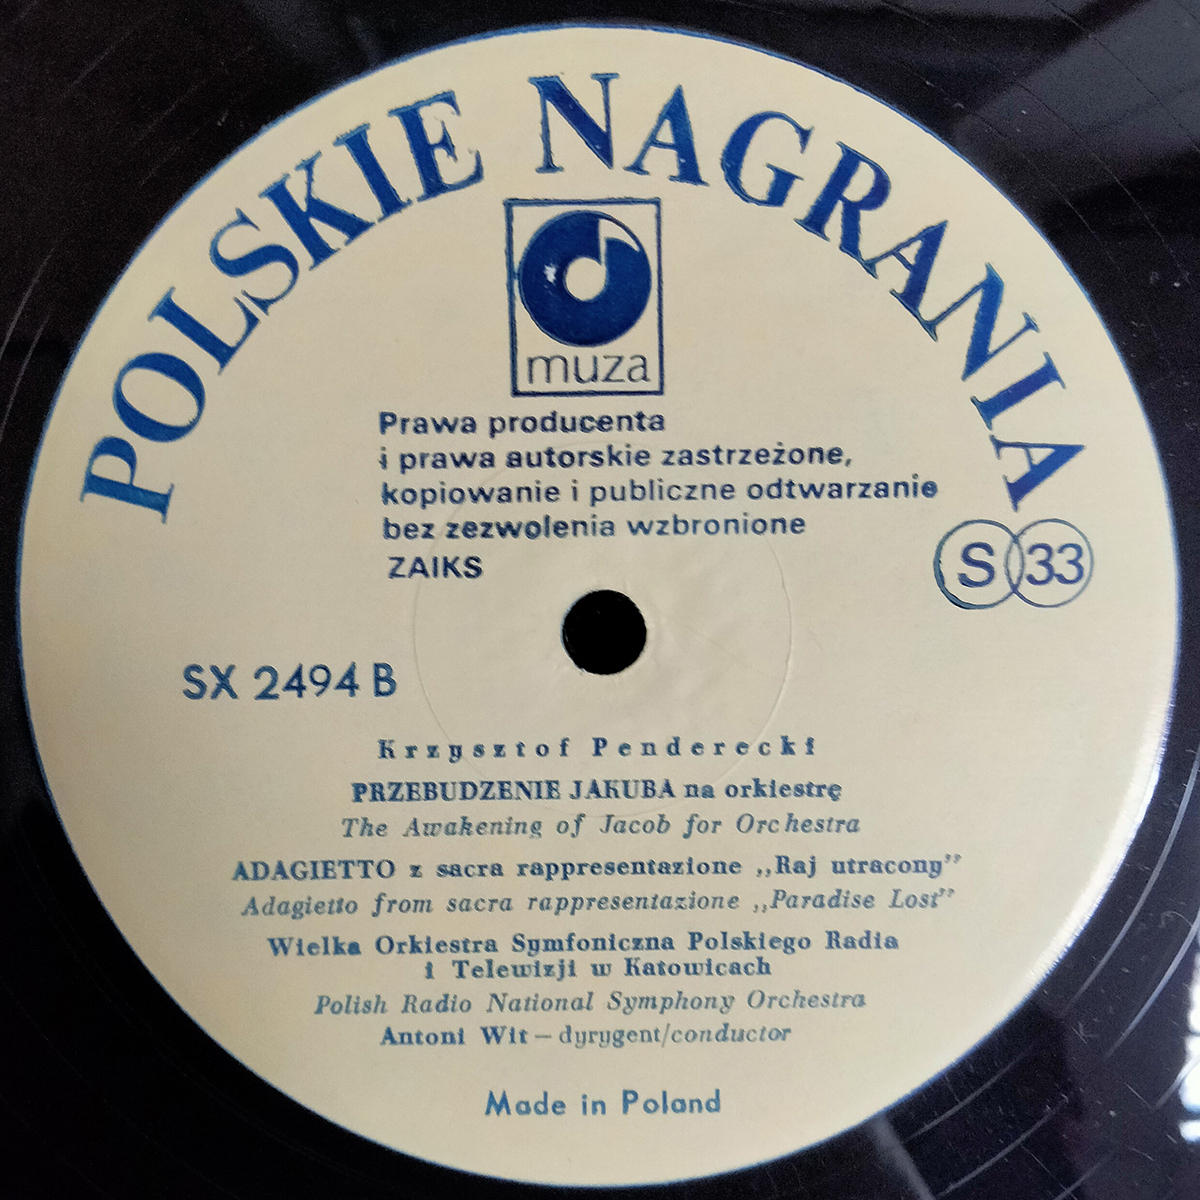 POLSKIE NAGRANIA
muza
Prawa producenta
i prawa autorskie zastrzeżone,
kopiowanie i publiczne odtwarzanie
bez zezwolenia wzbronione
ZAIKS
S 33
SX 2494 B
Krzysztof Penderecki
PRZEBUDZENIE JAKUBA na orkiestrę
The Awakening of Jacob for Orchestra
ADAGIETTO z sacra rappresentazione „Raj utracony”
Adagietto from sacra rappresentazione „Paradise Lost”
Wielka Orkiestra Symfoniczna Polskiego Radia
i Telewizji w Katowicach
Polish Radio National Symphony Orchestra
Antoni Wit — dyrygent/conductor
Made in Poland